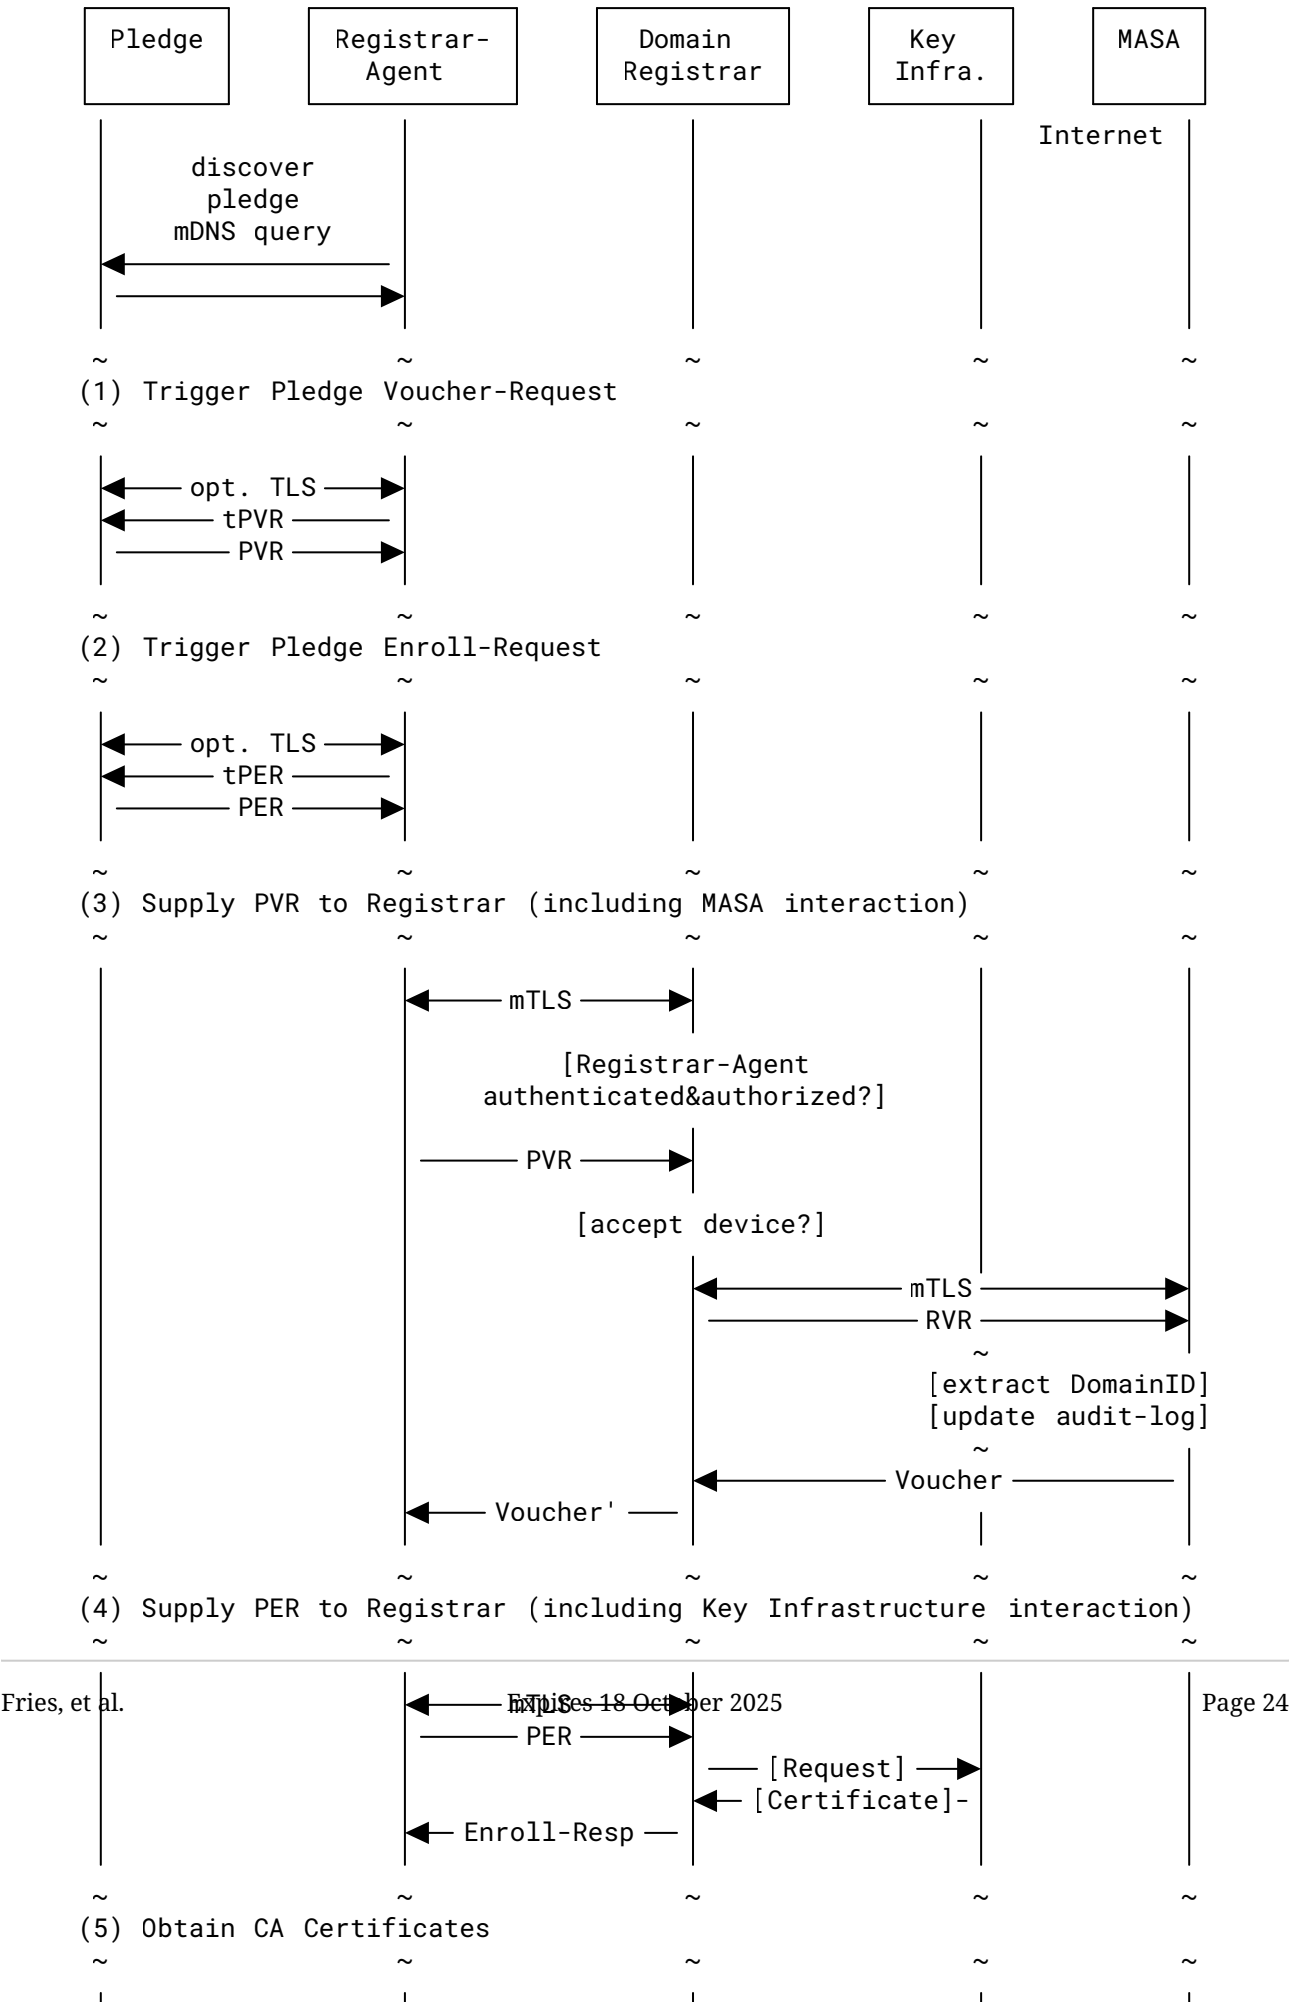 Pledge Registrar- Domain Key MASA
Agent Registrar Infra.
Internet
discover
pledge
mDNS query
~ ~ ~ ~ ~
(1) Trigger Pledge Voucher-Request
~ ~ ~ ~ ~
opt. TLS
tPVR
PVR
~ ~ ~ ~ ~
(2) Trigger Pledge Enroll-Request
~ ~ ~ ~ ~
opt. TLS
tPER
PER
~ ~ ~ ~ ~
(3) Supply PVR to Registrar (including MASA interaction)
~ ~ ~ ~ ~
mTLS
[Registrar-Agent
authenticated&authorized?]
PVR
[accept device?]
mTLS
RVR
~
[extract DomainID]
[update audit-log]
~
Voucher
Voucher'
~ ~ ~ ~ ~
(4) Supply PER to Registrar (including Key Infrastructure interaction)
~ ~ ~ ~ ~
Fries, et al. Expires 18 October 2025 Page 24
mTLS
PER
[Request]
[Certificate]-
Enroll-Resp
~ ~ ~ ~ ~
(5) Obtain CA Certificates
~ ~ ~ ~ ~